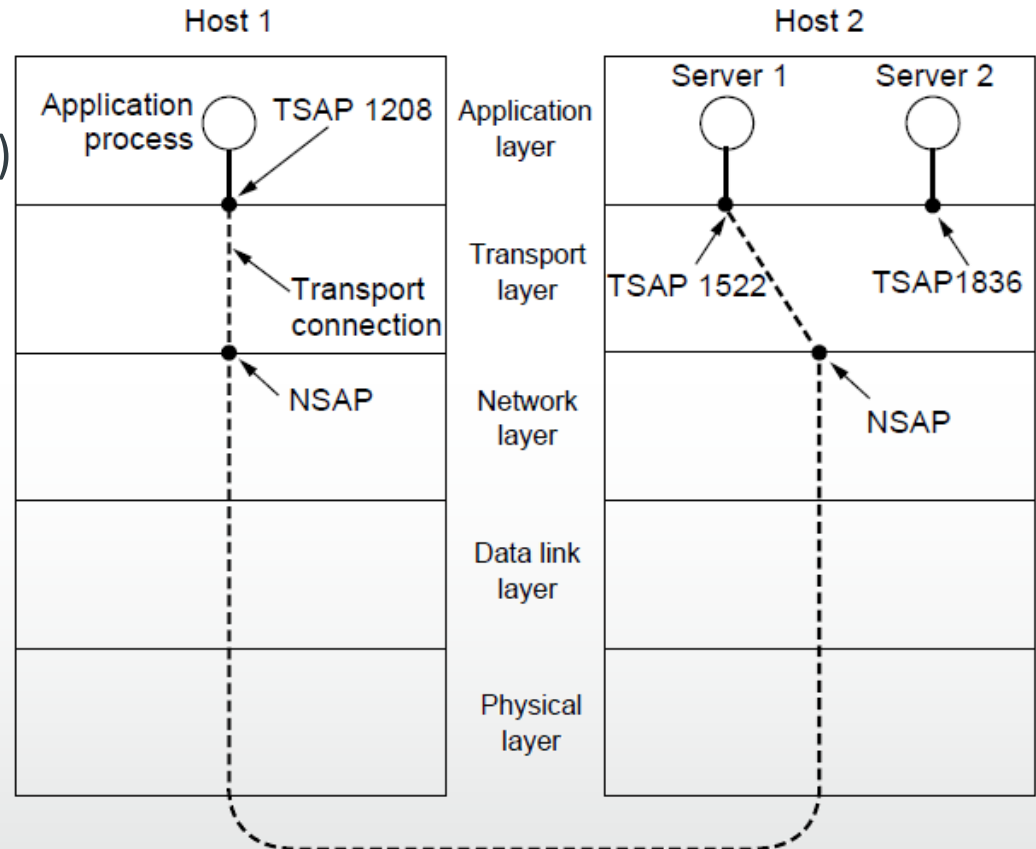 Host 1
Host 2
Application
process
TSAP 1208
Application
layer
Server 1
Server 2
)
Transport
connection
Transport
layer
TSAP 1522
TSAP1836
NSAP
Network
layer
NSAP
Data link
layer
Physical
layer